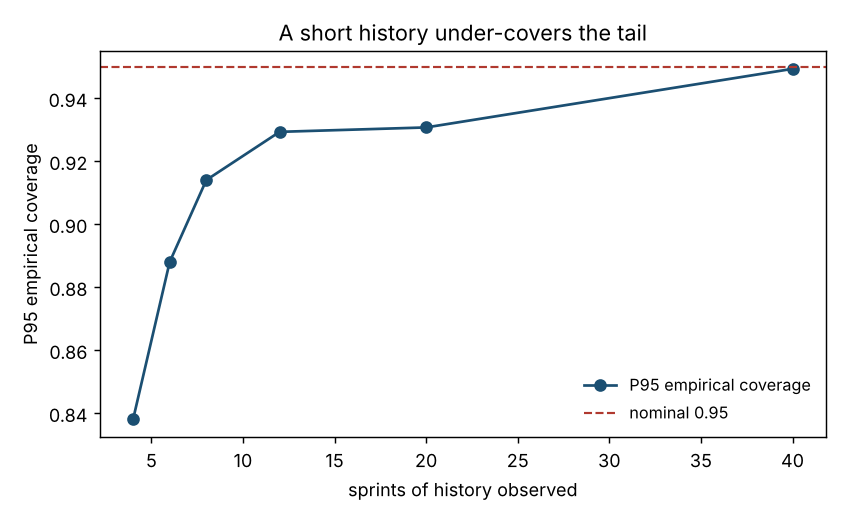 A short history under-covers the tail
P95 empirical coverage
0.94
0.92
0.90
0.88
0.86
0.84
P95 empirical coverage
nominal 0.95
5 10 15 20 25 30 35 40
sprints of history observed